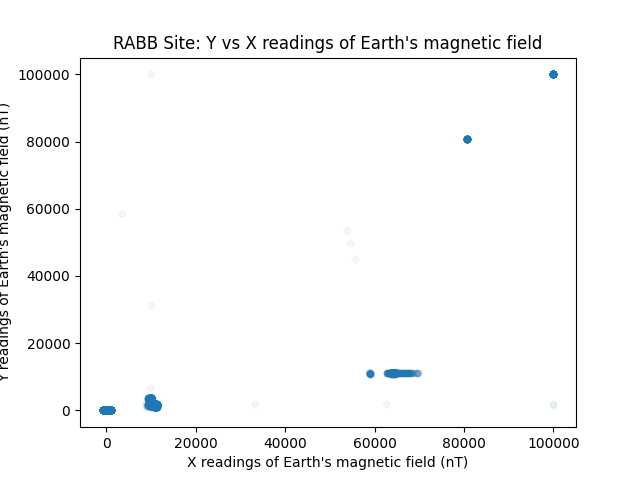 RABB Site: Y vs X readings of Earth's magnetic field
Y readings of Earth's magnetic field (nT)
100000
80000
60000
40000
20000
0
0 20000 40000 60000 80000 100000
X readings of Earth's magnetic field (nT)